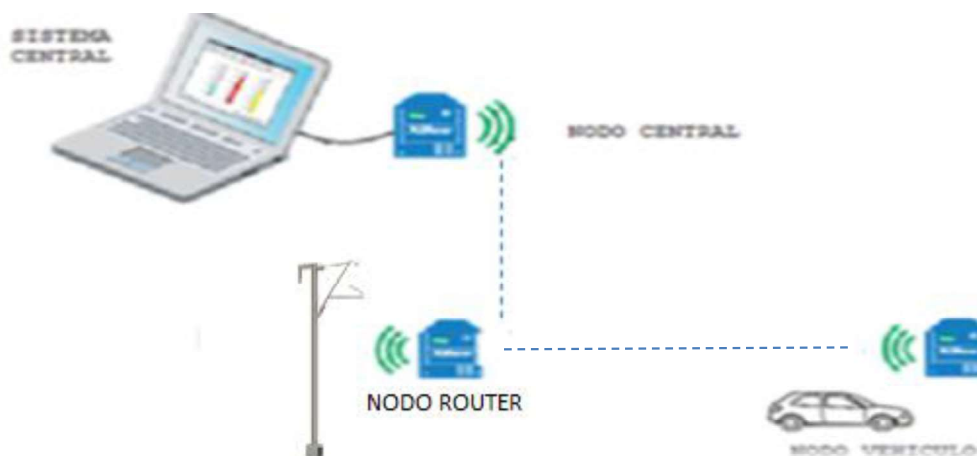 SISTEMA
CENTRAL
NODO CENTRAL
NODO ROUTER
NODO VEHICULO